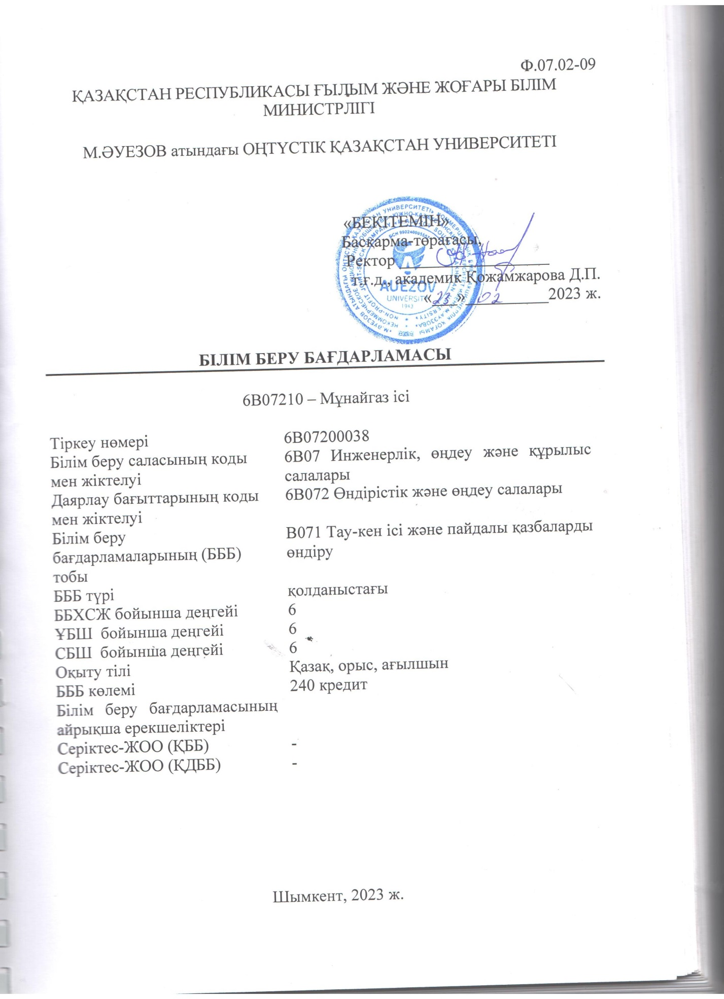 Ф.07.02-09
ҚАЗАҚСТАН РЕСПУБЛИКАСЫ ҒЫЛЫМ ЖӘНЕ ЖОҒАРЫ БІЛІМ
МИНИСТРЛІГІ
М.ӘУЕЗОВ атындағы ОҢТҮСТІК ҚАЗАҚСТАН УНИВЕРСИТЕТІ
«БЕКІТЕМІН»
Басқарма-төрағасы,
Ректор
т.ғ.д., академик Қожамжарова Д.П.
«23» 02 2023 ж.
AUEZOV
UNIVERSITY
1943
БІЛІМ БЕРУ БАҒДАРЛАМАСЫ
6В07210 – Мұнайгаз ісі
Тіркеу нөмері 6В07200038
Білім беру саласының коды 6В07 Инженерлік, өңдеу және құрылыс
мен жіктелуі салалары
Даярлау бағыттарының коды 6В072 Өндірістік және өңдеу салалары
мен жіктелуі
Білім беру В071 Тау-кен ісі және пайдалы қазбаларды
бағдарламаларының (БББ) өндіру
тобы
БББ түрі қолданыстағы
ББХСЖ бойынша деңгейі 6
ҰБШ бойынша деңгейі 6
СБШ бойынша деңгейі 6
Оқыту тілі Қазақ, орыс, ағылшын
БББ көлемі 240 кредит
Білім беру бағдарламасының
айрықша ерекшеліктері
Серіктес-ЖОО (ҚББ) -
Серіктес-ЖОО (ҚДББ) -
Шымкент, 2023 ж.